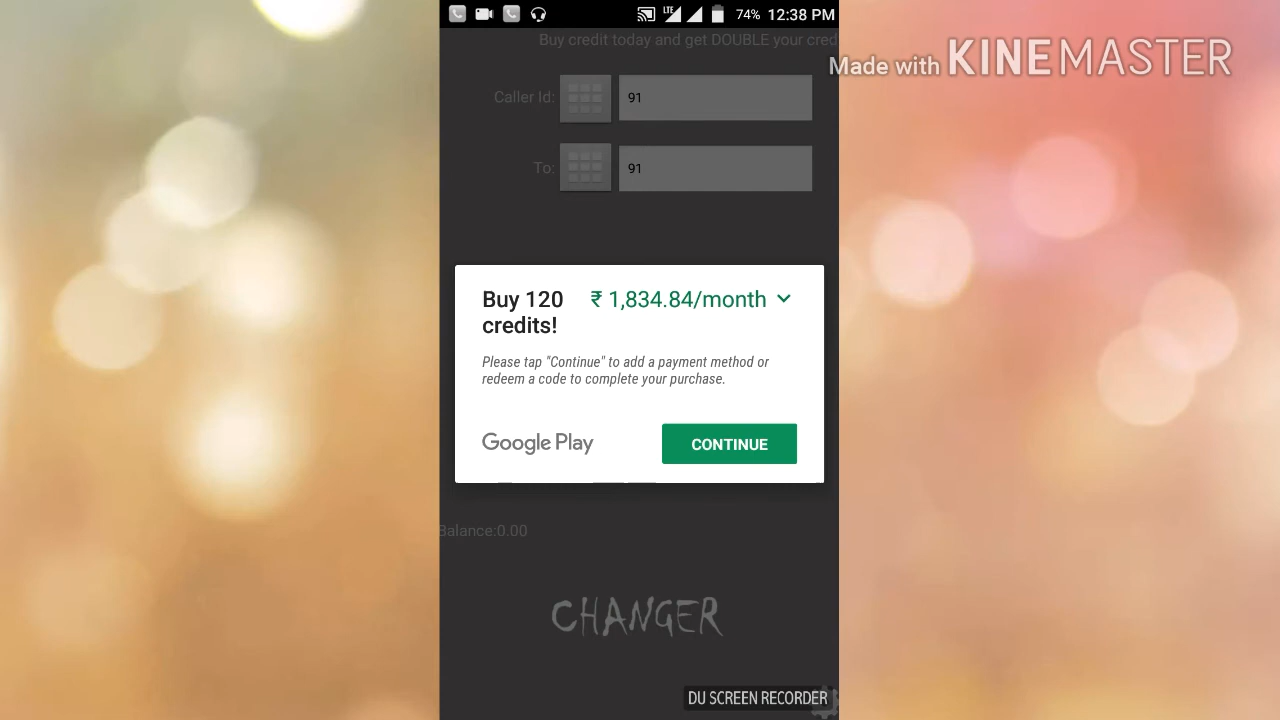 LTE 74% 12:38 PM
Buy credit today and get DOUBLE your cred
Made with KINEMASTER
Caller Id: 91
To: 91
Buy 120 ₹ 1,834.84/month
credits!
Please tap "Continue" to add a payment method or
redeem a code to complete your purchase.
Google Play CONTINUE
Balance:0.00
CHANGER
DU SCREEN RECORDER